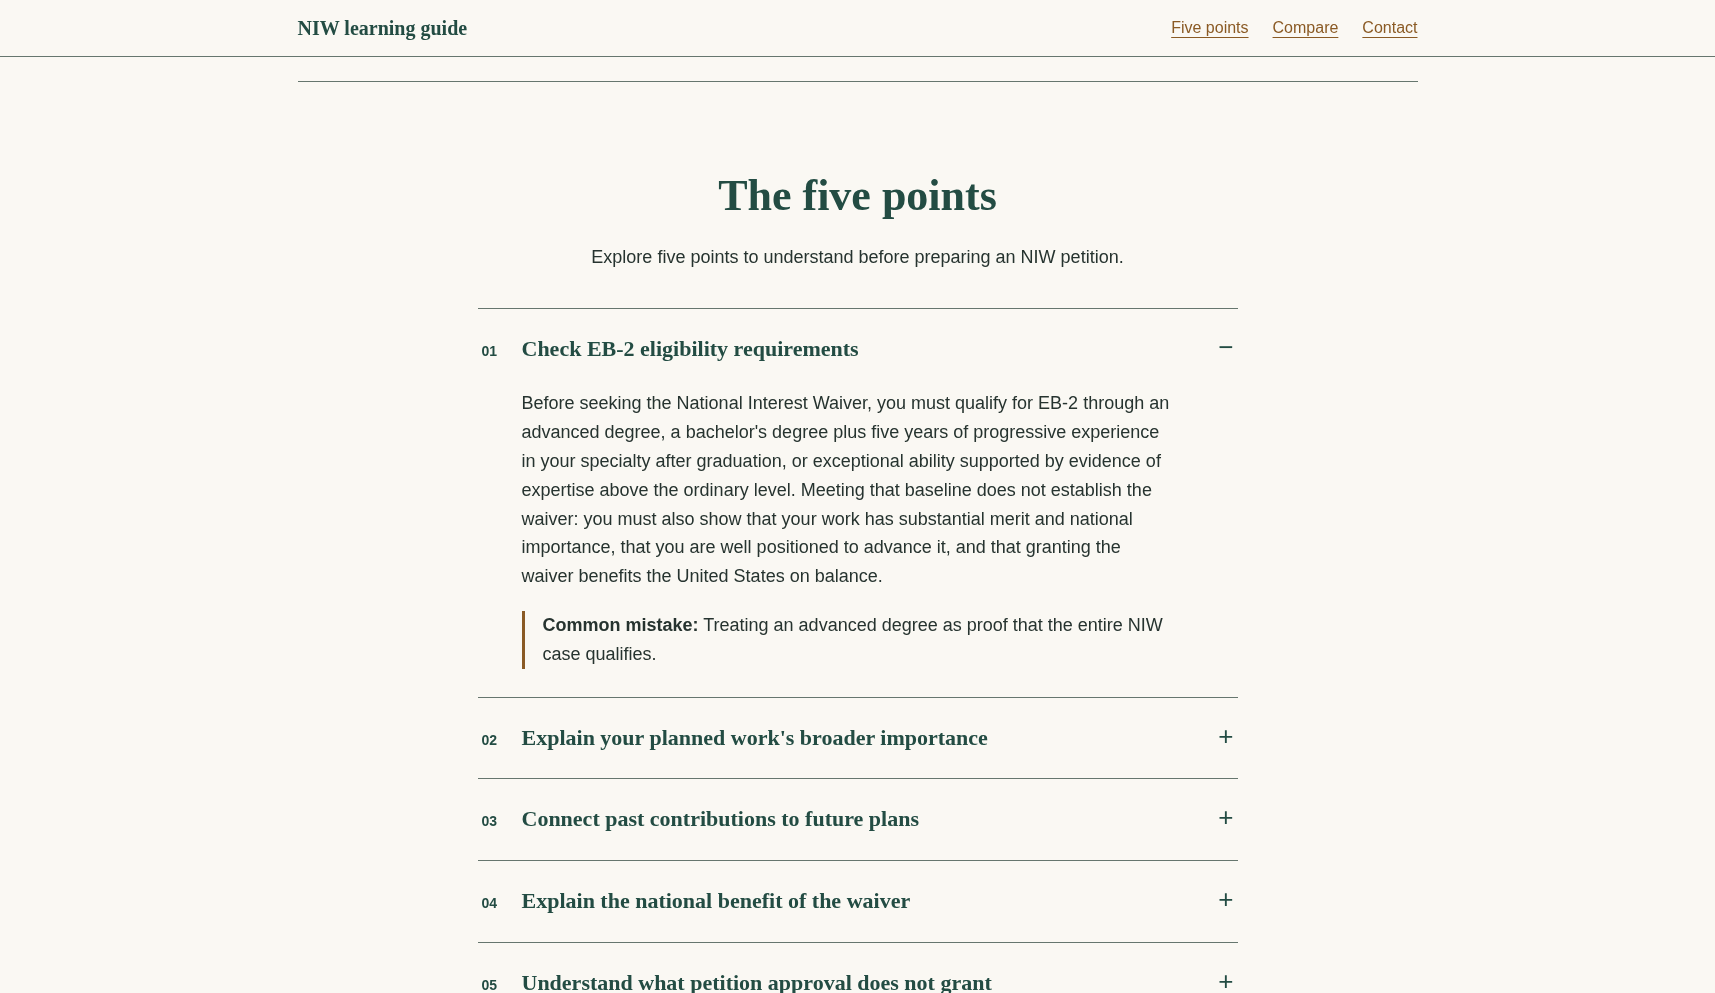 NIW learning guide
Five points
Compare
Contact
The five points
Explore five points to understand before preparing an NIW petition.
01 Check EB-2 eligibility requirements −
Before seeking the National Interest Waiver, you must qualify for EB-2 through an
advanced degree, a bachelor's degree plus five years of progressive experience
in your specialty after graduation, or exceptional ability supported by evidence of
expertise above the ordinary level. Meeting that baseline does not establish the
waiver: you must also show that your work has substantial merit and national
importance, that you are well positioned to advance it, and that granting the
waiver benefits the United States on balance.
Common mistake: Treating an advanced degree as proof that the entire NIW
case qualifies.
02 Explain your planned work's broader importance +
03 Connect past contributions to future plans +
04 Explain the national benefit of the waiver +
05 Understand what petition approval does not grant +